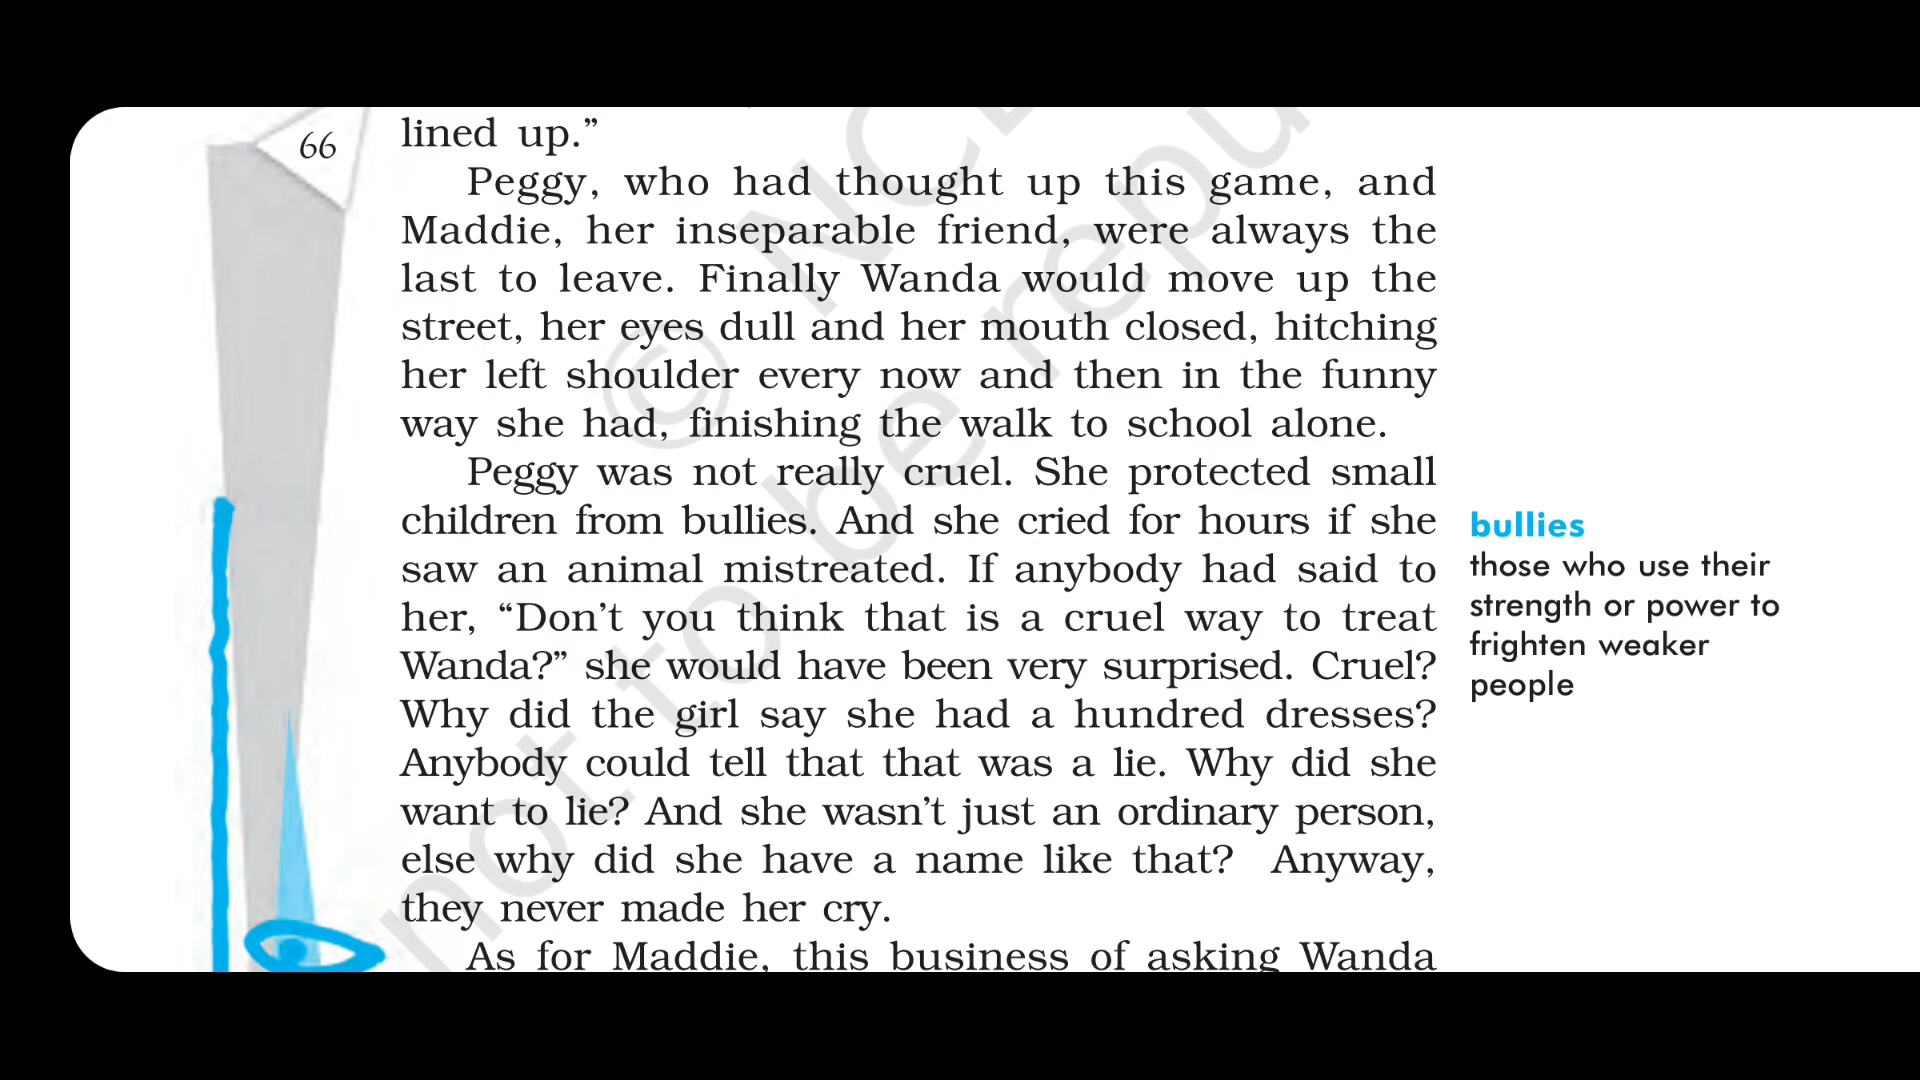 66
lined up.”
Peggy, who had thought up this game, and
Maddie, her inseparable friend, were always the
last to leave. Finally Wanda would move up the
street, her eyes dull and her mouth closed, hitching
her left shoulder every now and then in the funny
way she had, finishing the walk to school alone.
Peggy was not really cruel. She protected small
children from bullies. And she cried for hours if she
saw an animal mistreated. If anybody had said to
her, “Don’t you think that is a cruel way to treat
Wanda?” she would have been very surprised. Cruel?
Why did the girl say she had a hundred dresses?
Anybody could tell that that was a lie. Why did she
want to lie? And she wasn’t just an ordinary person,
else why did she have a name like that? Anyway,
they never made her cry.
As for Maddie, this business of asking Wanda
bullies
those who use their
strength or power to
frighten weaker
people
©
not to be